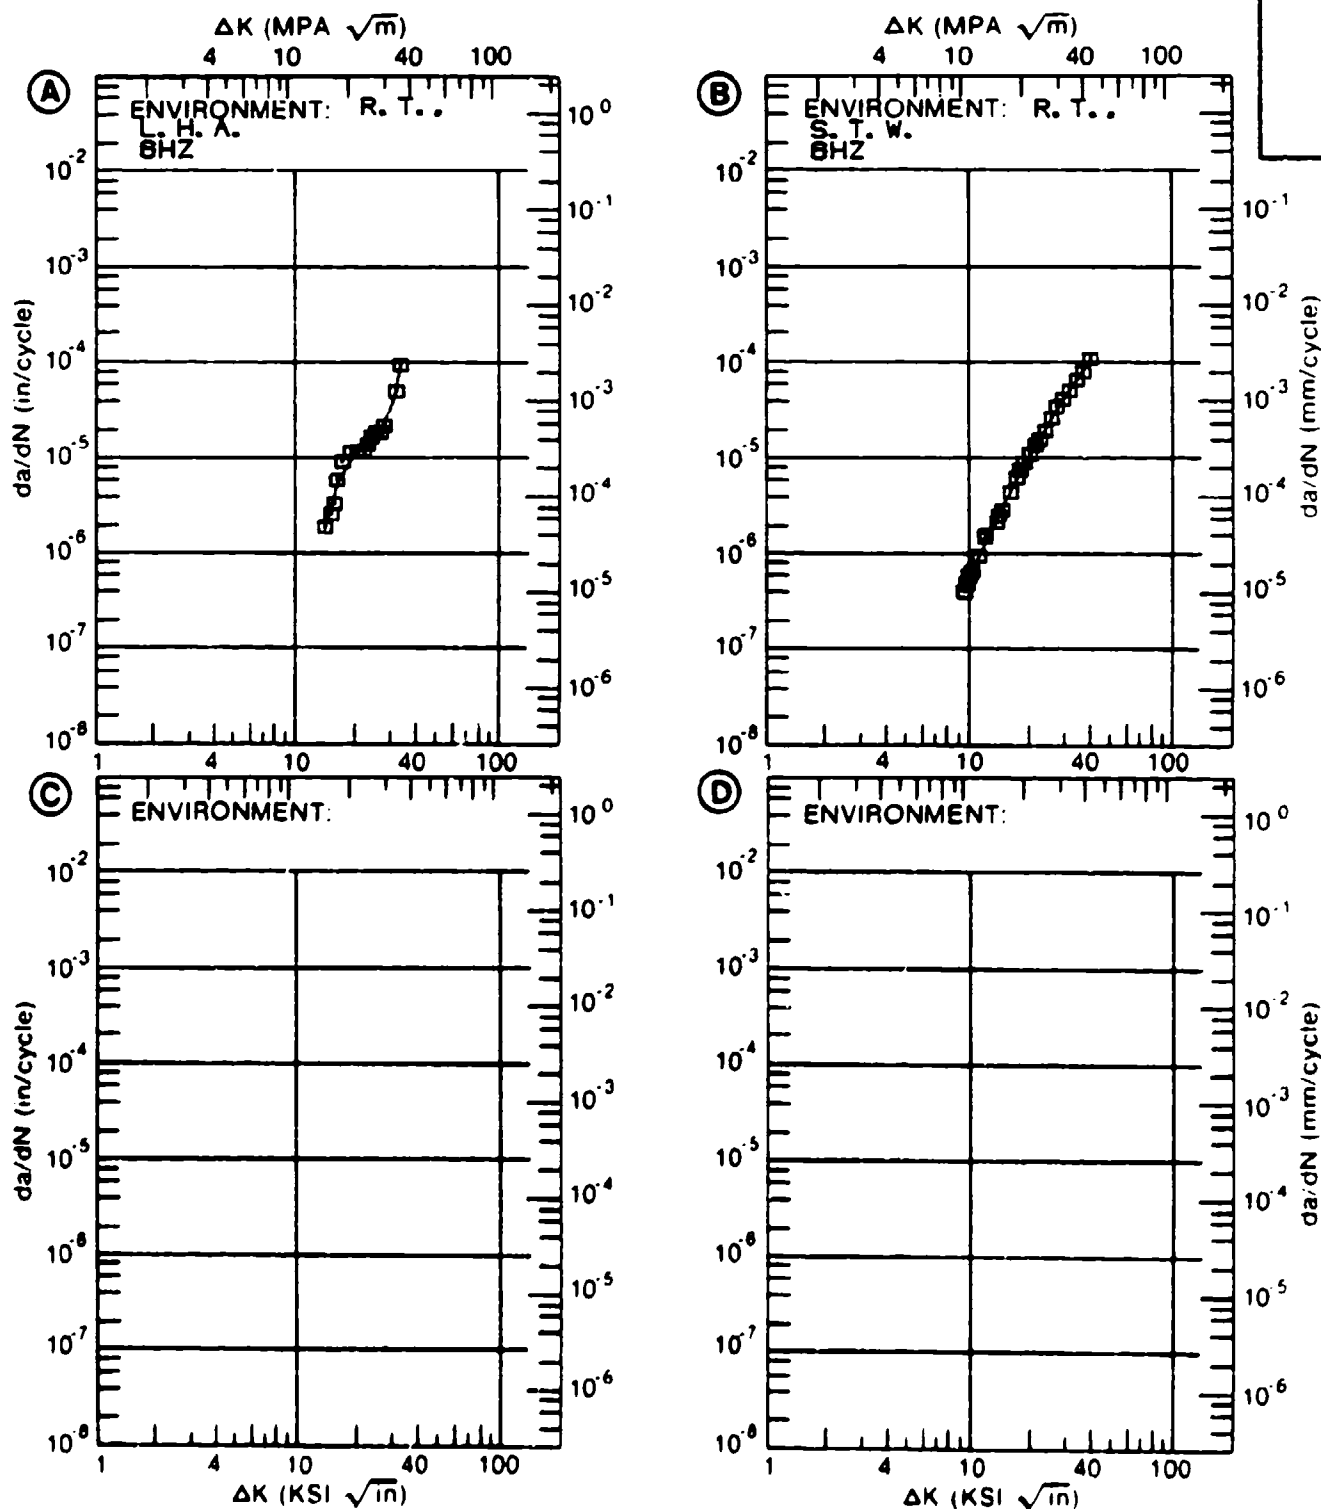 ΔK (MPA √m)
4 10 40 100
A
ENVIRONMENT: R. T. .
L. H. A.
6HZ
10⁰
10⁻²
10⁻¹
10⁻³
10⁻²
10⁻⁴
10⁻³
10⁻⁵
10⁻⁴
10⁻⁶
10⁻⁵
10⁻⁷
10⁻⁶
10⁻⁸
da/dN (in/cycle)
1 4 10 40 100
ΔK (MPA √m)
4 10 40 100
B
ENVIRONMENT: R. T. .
S. T. W.
6HZ
10⁻²
10⁻¹
10⁻³
10⁻²
10⁻⁴
10⁻³
10⁻⁵
10⁻⁴
10⁻⁶
10⁻⁵
10⁻⁷
10⁻⁶
10⁻⁸
da/dN (mm/cycle)
1 4 10 40 100
C
ENVIRONMENT:
10⁰
10⁻²
10⁻¹
10⁻³
10⁻²
10⁻⁴
10⁻³
10⁻⁵
10⁻⁴
10⁻⁶
10⁻⁵
10⁻⁷
10⁻⁶
10⁻⁸
da/dN (in/cycle)
1 4 10 40 100
ΔK (KSI √in)
D
ENVIRONMENT:
10⁰
10⁻²
10⁻¹
10⁻³
10⁻²
10⁻⁴
10⁻³
10⁻⁵
10⁻⁴
10⁻⁶
10⁻⁵
10⁻⁷
10⁻⁶
10⁻⁸
da/dN (mm/cycle)
1 4 10 40 100
ΔK (KSI √in)